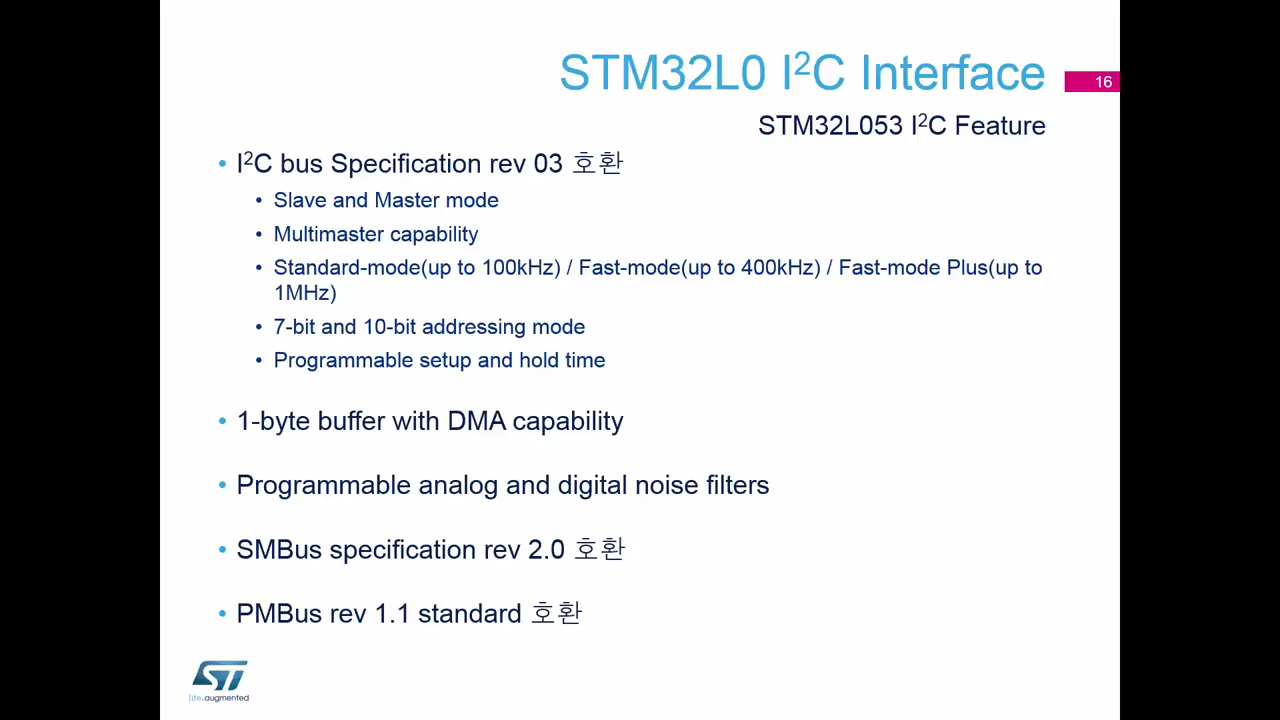 STM32L0 I²C Interface
16
STM32L053 I²C Feature
• I²C bus Specification rev 03 호환
• Slave and Master mode
• Multimaster capability
• Standard-mode(up to 100kHz) / Fast-mode(up to 400kHz) / Fast-mode Plus(up to
1MHz)
• 7-bit and 10-bit addressing mode
• Programmable setup and hold time
• 1-byte buffer with DMA capability
• Programmable analog and digital noise filters
• SMBus specification rev 2.0 호환
• PMBus rev 1.1 standard 호환
ST
life.augmented